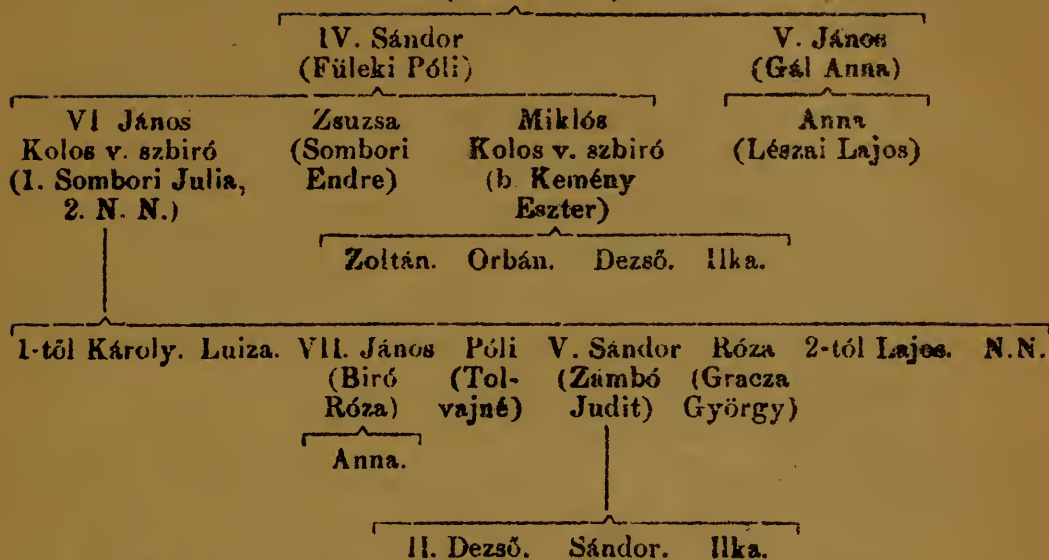 IV. Sándor V. János
(Füleki Póli) (Gál Anna)
VI János Zsuzsa Miklós Anna
Kolos v. szbiró (Sombori Kolos v. szbiró (Lészai Lajos)
(1. Sombori Julia, Endre) (b. Kemény
2. N. N.) Eszter)
Zoltán. Orbán. Dezső. Ilka.
1-től Károly. Luiza. VII. János Póli V. Sándor Róza 2-tól Lajos. N.N.
(Biró (Tol- (Zámbó (Gracza
Róza) vajné) Judit) György)
Anna.
II. Dezső. Sándor. Ilka.